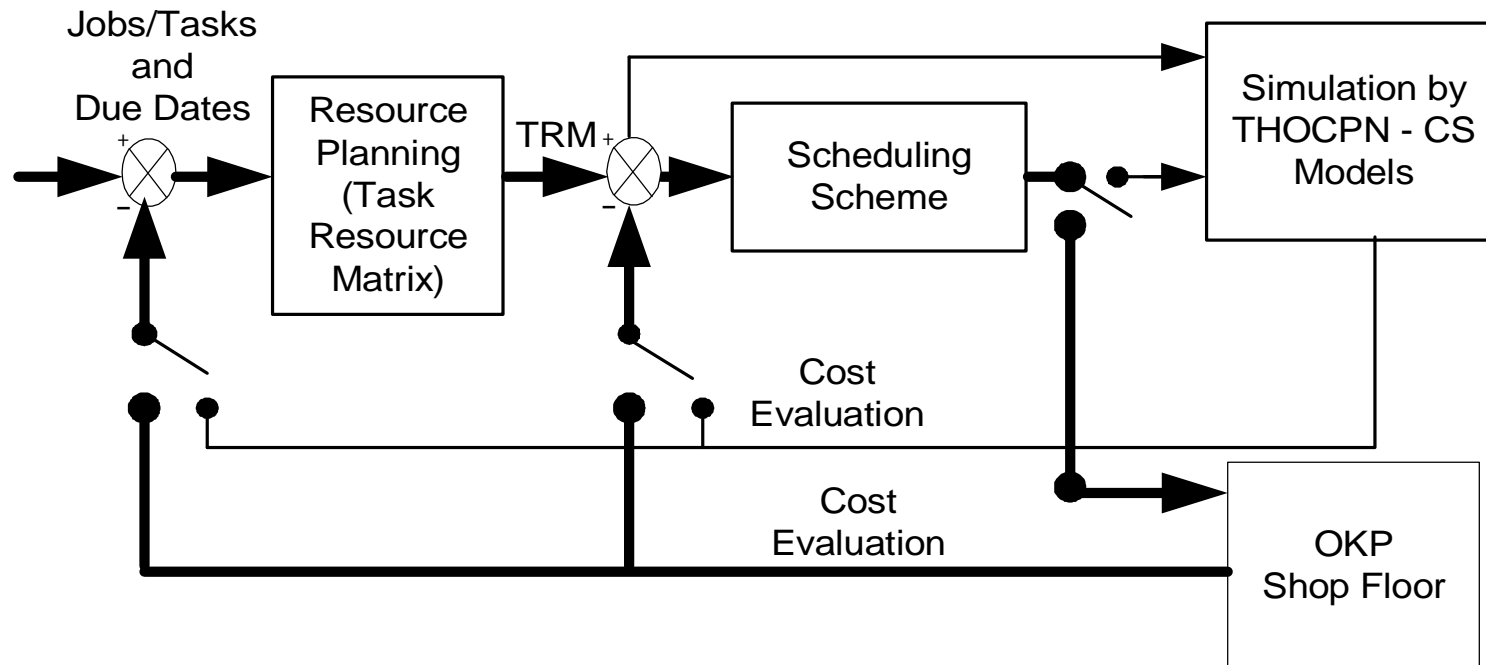 Jobs/Tasks
and
Due Dates
+
−
Resource
Planning
(Task
Resource
Matrix)
TRM
+
−
Scheduling
Scheme
Simulation by
THOCPN - CS
Models
Cost
Evaluation
Cost
Evaluation
OKP
Shop Floor